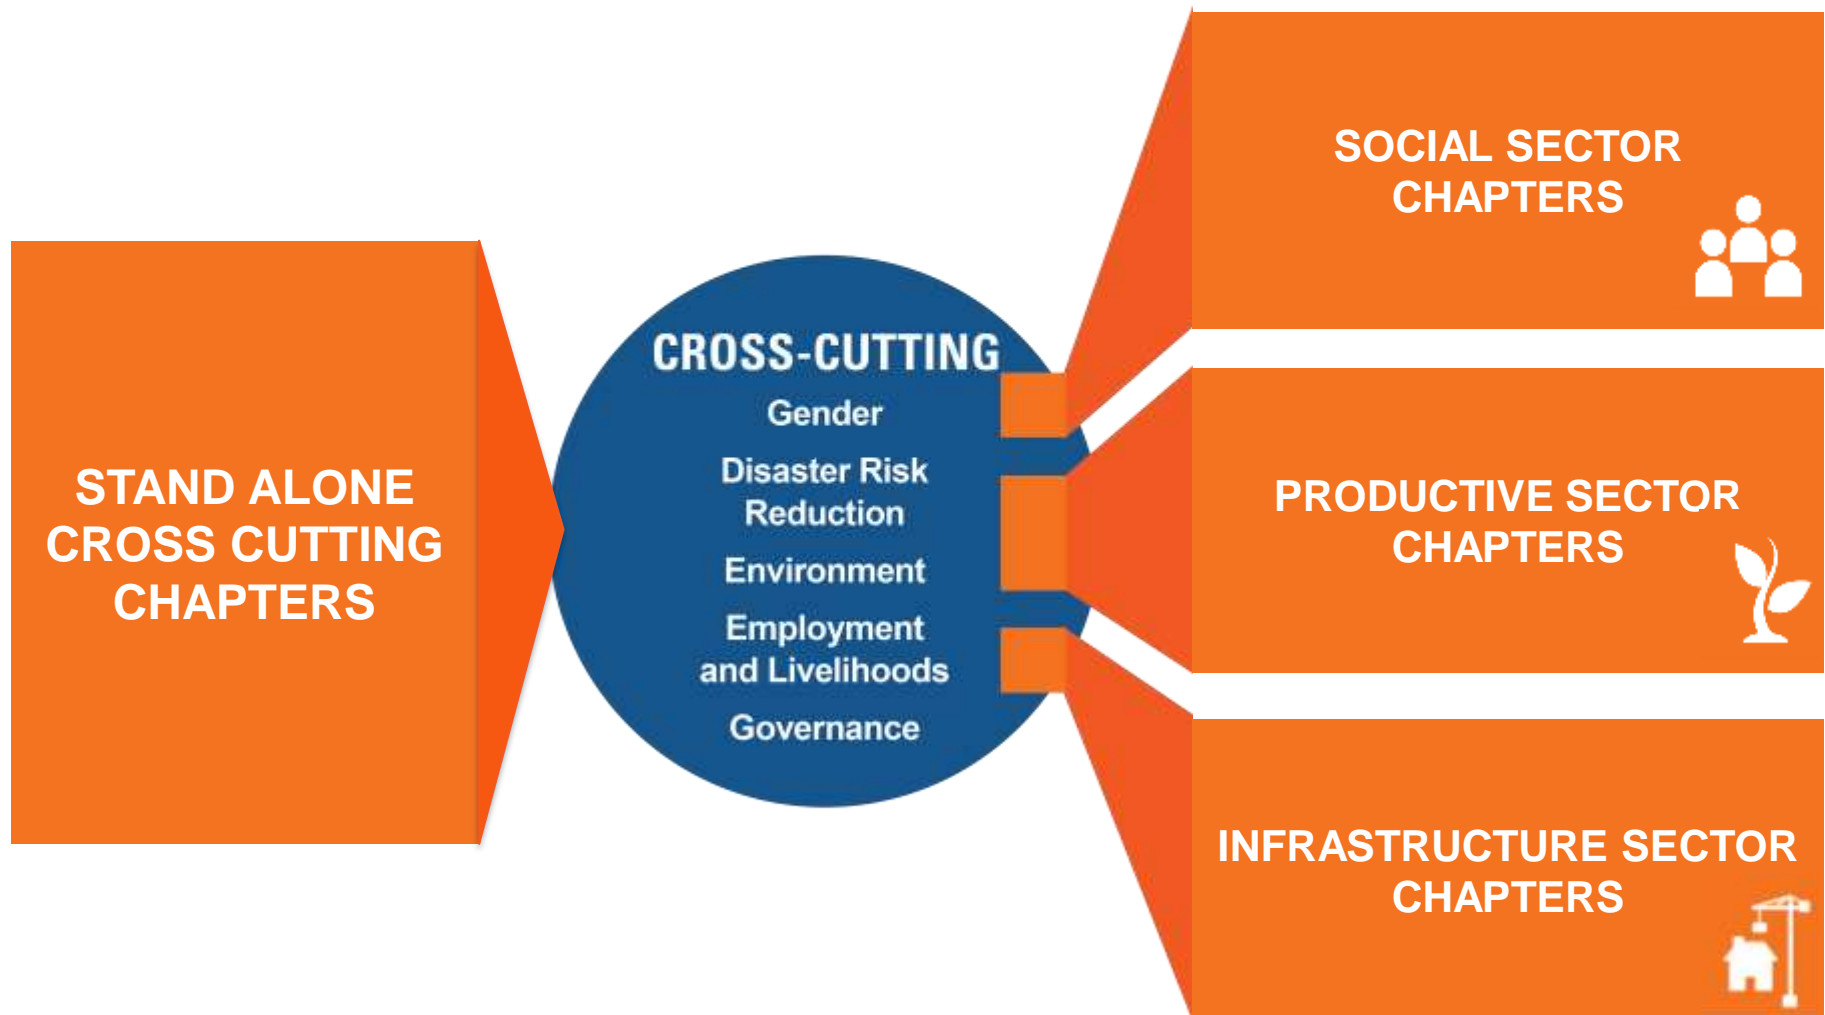 STAND ALONE
CROSS CUTTING
CHAPTERS
CROSS-CUTTING
Gender
Disaster Risk
Reduction
Environment
Employment
and Livelihoods
Governance
SOCIAL SECTOR
CHAPTERS
PRODUCTIVE SECTOR
CHAPTERS
INFRASTRUCTURE SECTOR
CHAPTERS